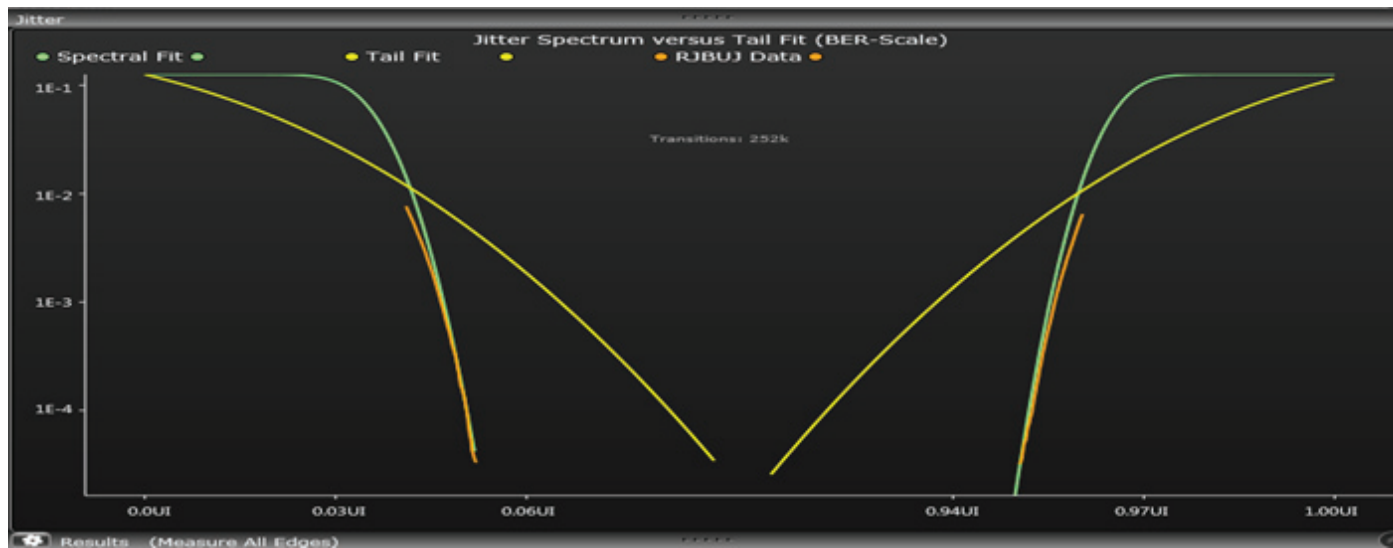 Jitter
Jitter Spectrum versus Tail Fit (BER-Scale)
Spectral Fit Tail Fit RJBUJ Data
1E-1
Transitions: 252k
1E-2
1E-3
1E-4
0.0UI 0.03UI 0.06UI 0.94UI 0.97UI 1.00UI
Results (Measure All Edges)